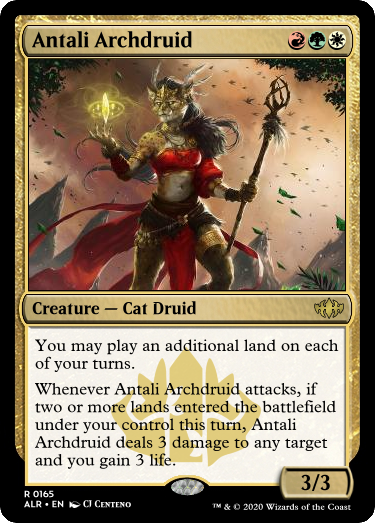 Antali Archdruid
Creature — Cat Druid
You may play an additional land on each
of your turns.
Whenever Antali Archdruid attacks, if
two or more lands entered the battlefield
under your control this turn, Antali
Archdruid deals 3 damage to any target
and you gain 3 life.
3/3
R 0165
ALR • EN CJ Centeno
™ & © 2020 Wizards of the Coast